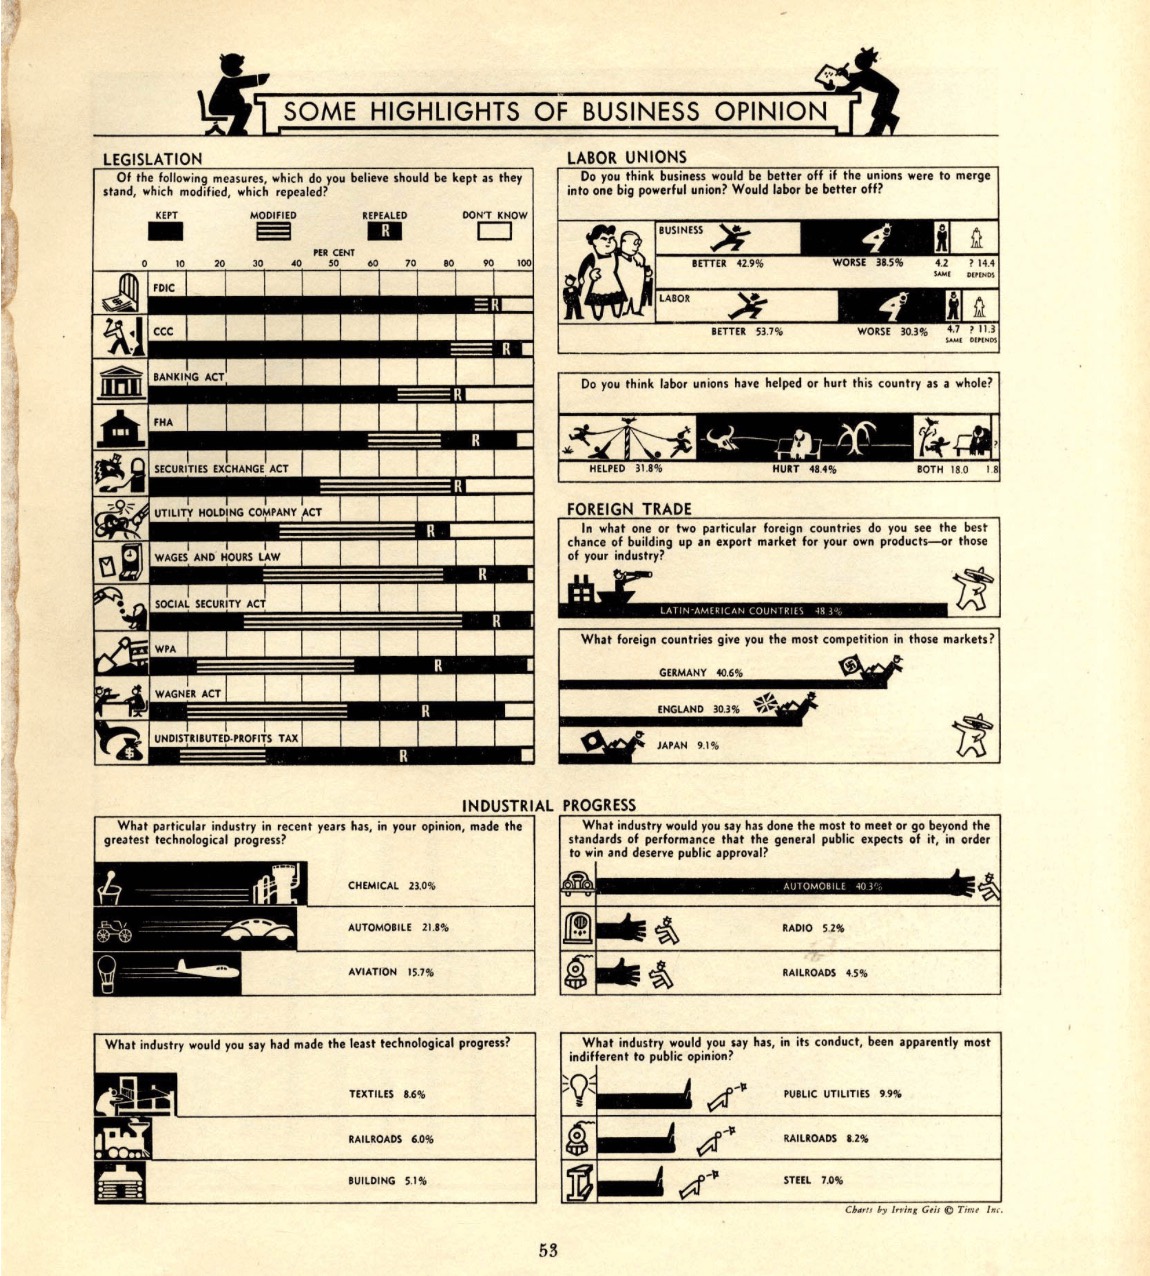 SOME HIGHLIGHTS OF BUSINESS OPINION
LEGISLATION
Of the following measures, which do you believe should be kept as they
stand, which modified, which repealed?
KEPT
MODIFIED
REPEALED
DON'T KNOW
R
PER CENT
0 10 20 30 40 50 60 70 80 90 100
FDIC
R
CCC
R
BANKING ACT
R
FHA
R
SECURITIES EXCHANGE ACT
R
UTILITY HOLDING COMPANY ACT
R
WAGES AND HOURS LAW
R
SOCIAL SECURITY ACT
R
WPA
R
WAGNER ACT
R
UNDISTRIBUTED-PROFITS TAX
$
R
LABOR UNIONS
Do you think business would be better off if the unions were to merge
into one big powerful union? Would labor be better off?
BUSINESS
BETTER 42.9% WORSE 38.5% 4.2 ? 14.4
SAME DEPENDS
LABOR
BETTER 53.7% WORSE 30.3% 4.7 ? 11.3
SAME DEPENDS
Do you think labor unions have helped or hurt this country as a whole?
?
HELPED 31.8% HURT 48.4% BOTH 18.0 1.8
FOREIGN TRADE
In what one or two particular foreign countries do you see the best
chance of building up an export market for your own products—or those
of your industry?
LATIN-AMERICAN COUNTRIES 48.3%
What foreign countries give you the most competition in those markets?
GERMANY 40.6%
ENGLAND 30.3%
JAPAN 9.1%
INDUSTRIAL PROGRESS
What particular industry in recent years has, in your opinion, made the
greatest technological progress?
CHEMICAL 23.0%
AUTOMOBILE 21.8%
AVIATION 15.7%
What industry would you say has done the most to meet or go beyond the
standards of performance that the general public expects of it, in order
to win and deserve public approval?
AUTOMOBILE 40.3%
RADIO 5.2%
RAILROADS 4.5%
What industry would you say had made the least technological progress?
TEXTILES 8.6%
RAILROADS 6.0%
BUILDING 5.1%
What industry would you say has, in its conduct, been apparently most
indifferent to public opinion?
PUBLIC UTILITIES 9.9%
RAILROADS 8.2%
STEEL 7.0%
Charts by Irving Geis © Time Inc.
53